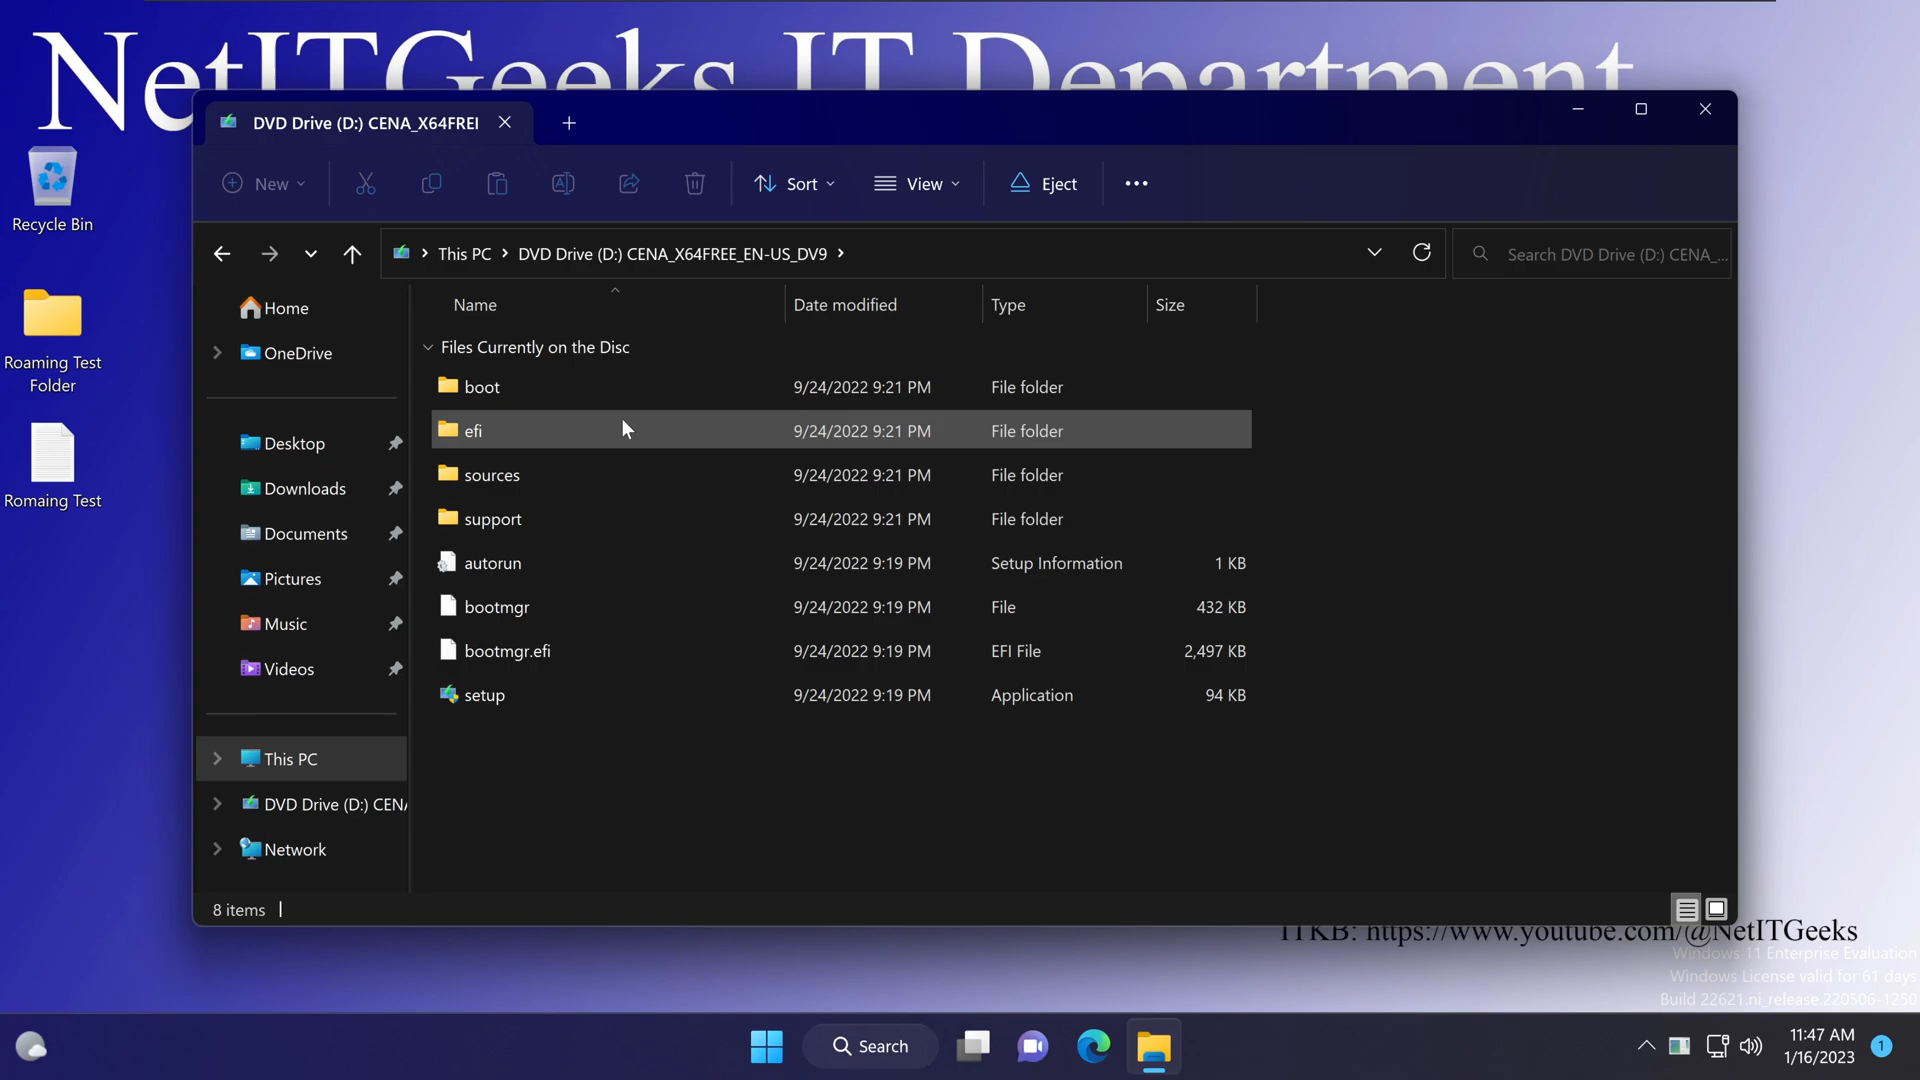 NetITGeeks IT Department
DVD Drive (D:) CENA_X64FREI
New
Sort
View
Eject
This PC
DVD Drive (D:) CENA_X64FREE_EN-US_DV9
Search DVD Drive (D:) CENA_...
Recycle Bin
Roaming Test
Folder
Romaing Test
Home
OneDrive
Desktop
Downloads
Documents
Pictures
Music
Videos
This PC
DVD Drive (D:) CEN
Network
Name Date modified Type Size
Files Currently on the Disc
boot 9/24/2022 9:21 PM File folder
efi 9/24/2022 9:21 PM File folder
sources 9/24/2022 9:21 PM File folder
support 9/24/2022 9:21 PM File folder
autorun 9/24/2022 9:19 PM Setup Information 1 KB
bootmgr 9/24/2022 9:19 PM File 432 KB
bootmgr.efi 9/24/2022 9:19 PM EFI File 2,497 KB
setup 9/24/2022 9:19 PM Application 94 KB
8 items
ITKB: https://www.youtube.com/@NetITGeeks
Windows 11 Enterprise Evaluation
Windows License valid for 61 days
Build 22621.ni_release.220506-1250
Search
11:47 AM
1/16/2023
1